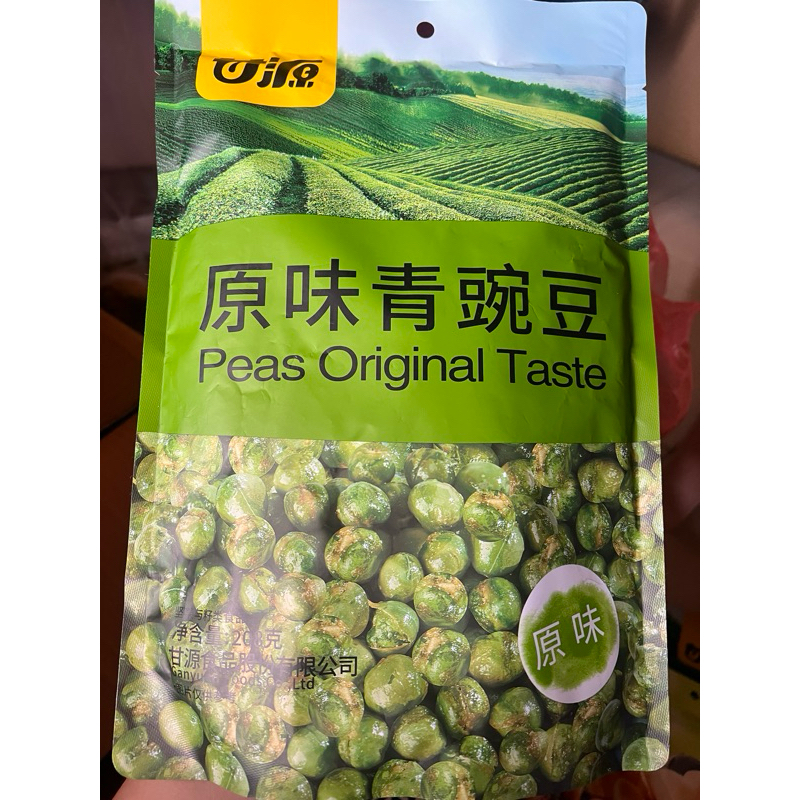 甘源
原味青豌豆
Peas Original Taste
原味
净含量
甘源食品股份有限公司